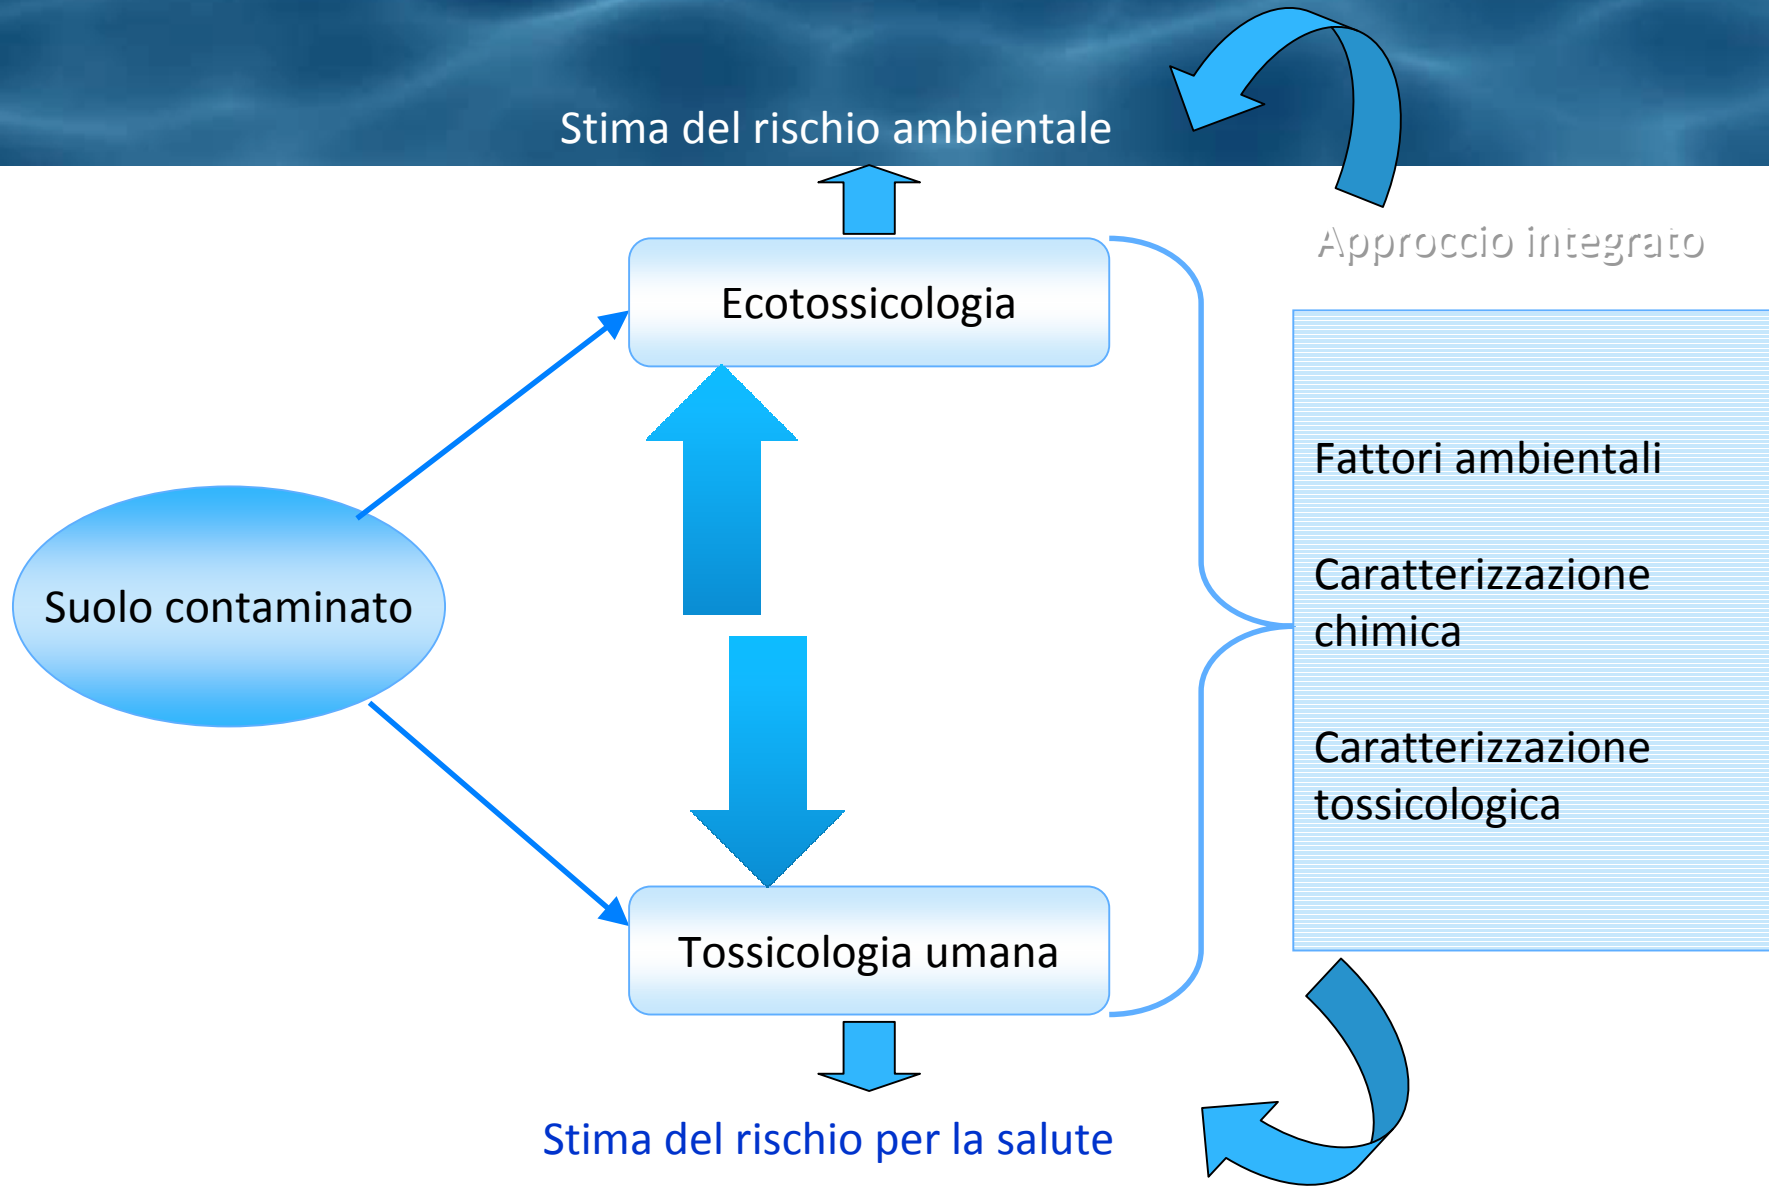 Stima del rischio ambientale
Approccio integrato
Ecotossicologia
Fattori ambientali
Caratterizzazione
chimica
Suolo contaminato
Caratterizzazione
tossicologica
Tossicologia umana
Stima del rischio per la salute